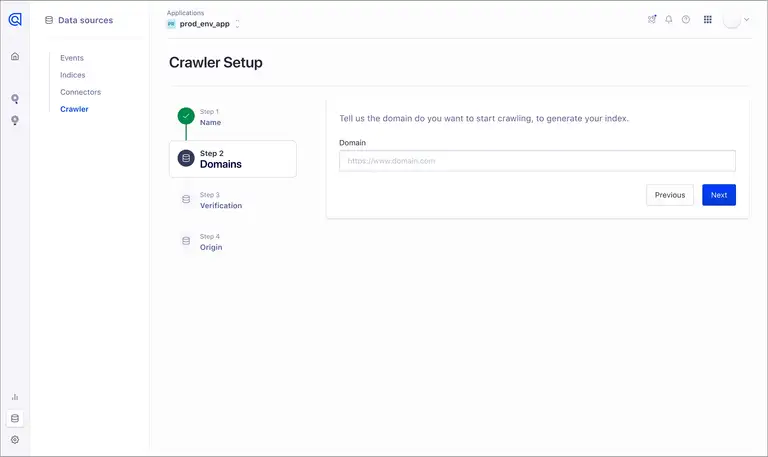 Data sources
Events
Indices
Connectors
Crawler
Applications
PR prod_env_app
Crawler Setup
Step 1
Name
Step 2
Domains
Step 3
Verification
Step 4
Origin
Tell us the domain do you want to start crawling, to generate your index.
Domain
https://www.domain.com
Previous
Next